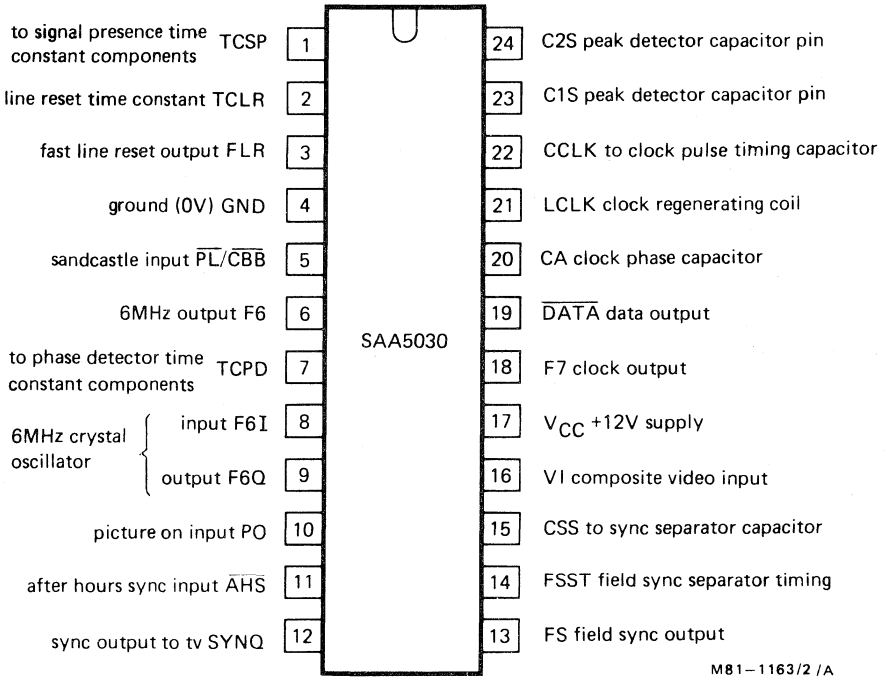 to signal presence time
constant components TCSP 1
line reset time constant TCLR 2
fast line reset output FLR 3
ground (0V) GND 4
sandcastle input P̅L̅/C̅B̅B̅ 5
6MHz output F6 6
to phase detector time
constant components TCPD 7
6MHz crystal
oscillator
input F6I 8
output F6Q 9
picture on input PO 10
after hours sync input A̅H̅S̅ 11
sync output to tv SYNQ 12
SAA5030
24 C2S peak detector capacitor pin
23 C1S peak detector capacitor pin
22 CCLK to clock pulse timing capacitor
21 LCLK clock regenerating coil
20 CA clock phase capacitor
19 D̅A̅T̅A̅ data output
18 F7 clock output
17 VCC +12V supply
16 VI composite video input
15 CSS to sync separator capacitor
14 FSST field sync separator timing
13 FS field sync output
M81–1163/2/A